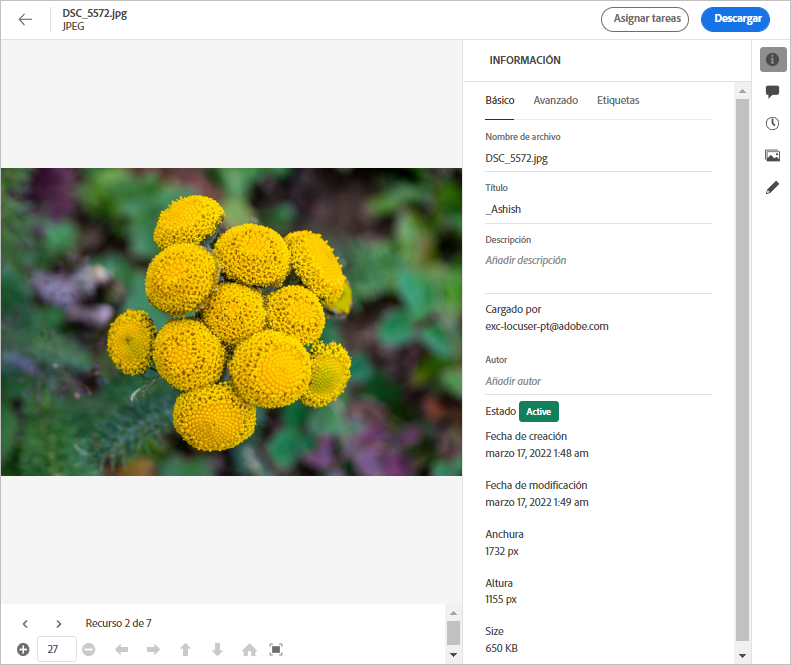 DSC_5572.jpg
JPEG
Asignar tareas
Descargar
INFORMACIÓN
Básico Avanzado Etiquetas
Nombre de archivo
DSC_5572.jpg
Título
_Ashish
Descripción
Añadir descripción
Cargado por
exc-locuser-pt@adobe.com
Autor
Añadir autor
Estado Active
Fecha de creación
marzo 17, 2022 1:48 am
Fecha de modificación
marzo 17, 2022 1:49 am
Anchura
1732 px
Altura
1155 px
Size
650 KB
Recurso 2 de 7
27